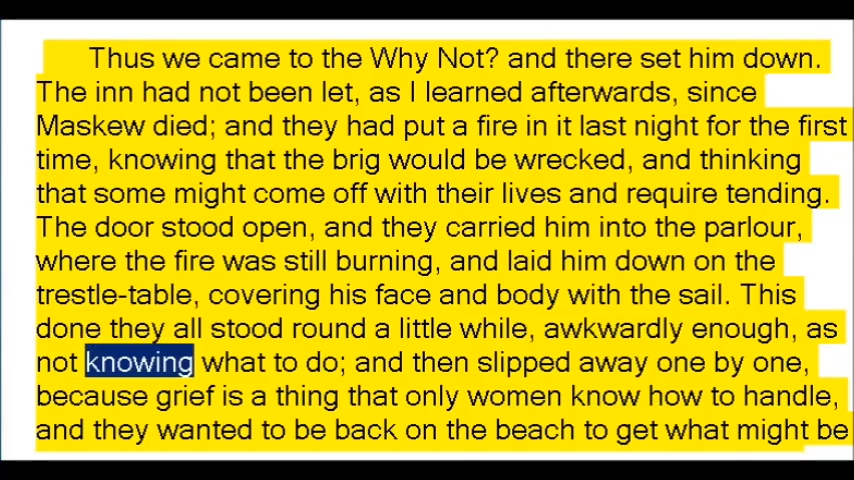 Thus we came to the Why Not? and there set him down.
The inn had not been let, as I learned afterwards, since
Maskew died; and they had put a fire in it last night for the first
time, knowing that the brig would be wrecked, and thinking
that some might come off with their lives and require tending.
The door stood open, and they carried him into the parlour,
where the fire was still burning, and laid him down on the
trestle-table, covering his face and body with the sail. This
done they all stood round a little while, awkwardly enough, as
not knowing what to do; and then slipped away one by one,
because grief is a thing that only women know how to handle,
and they wanted to be back on the beach to get what might be